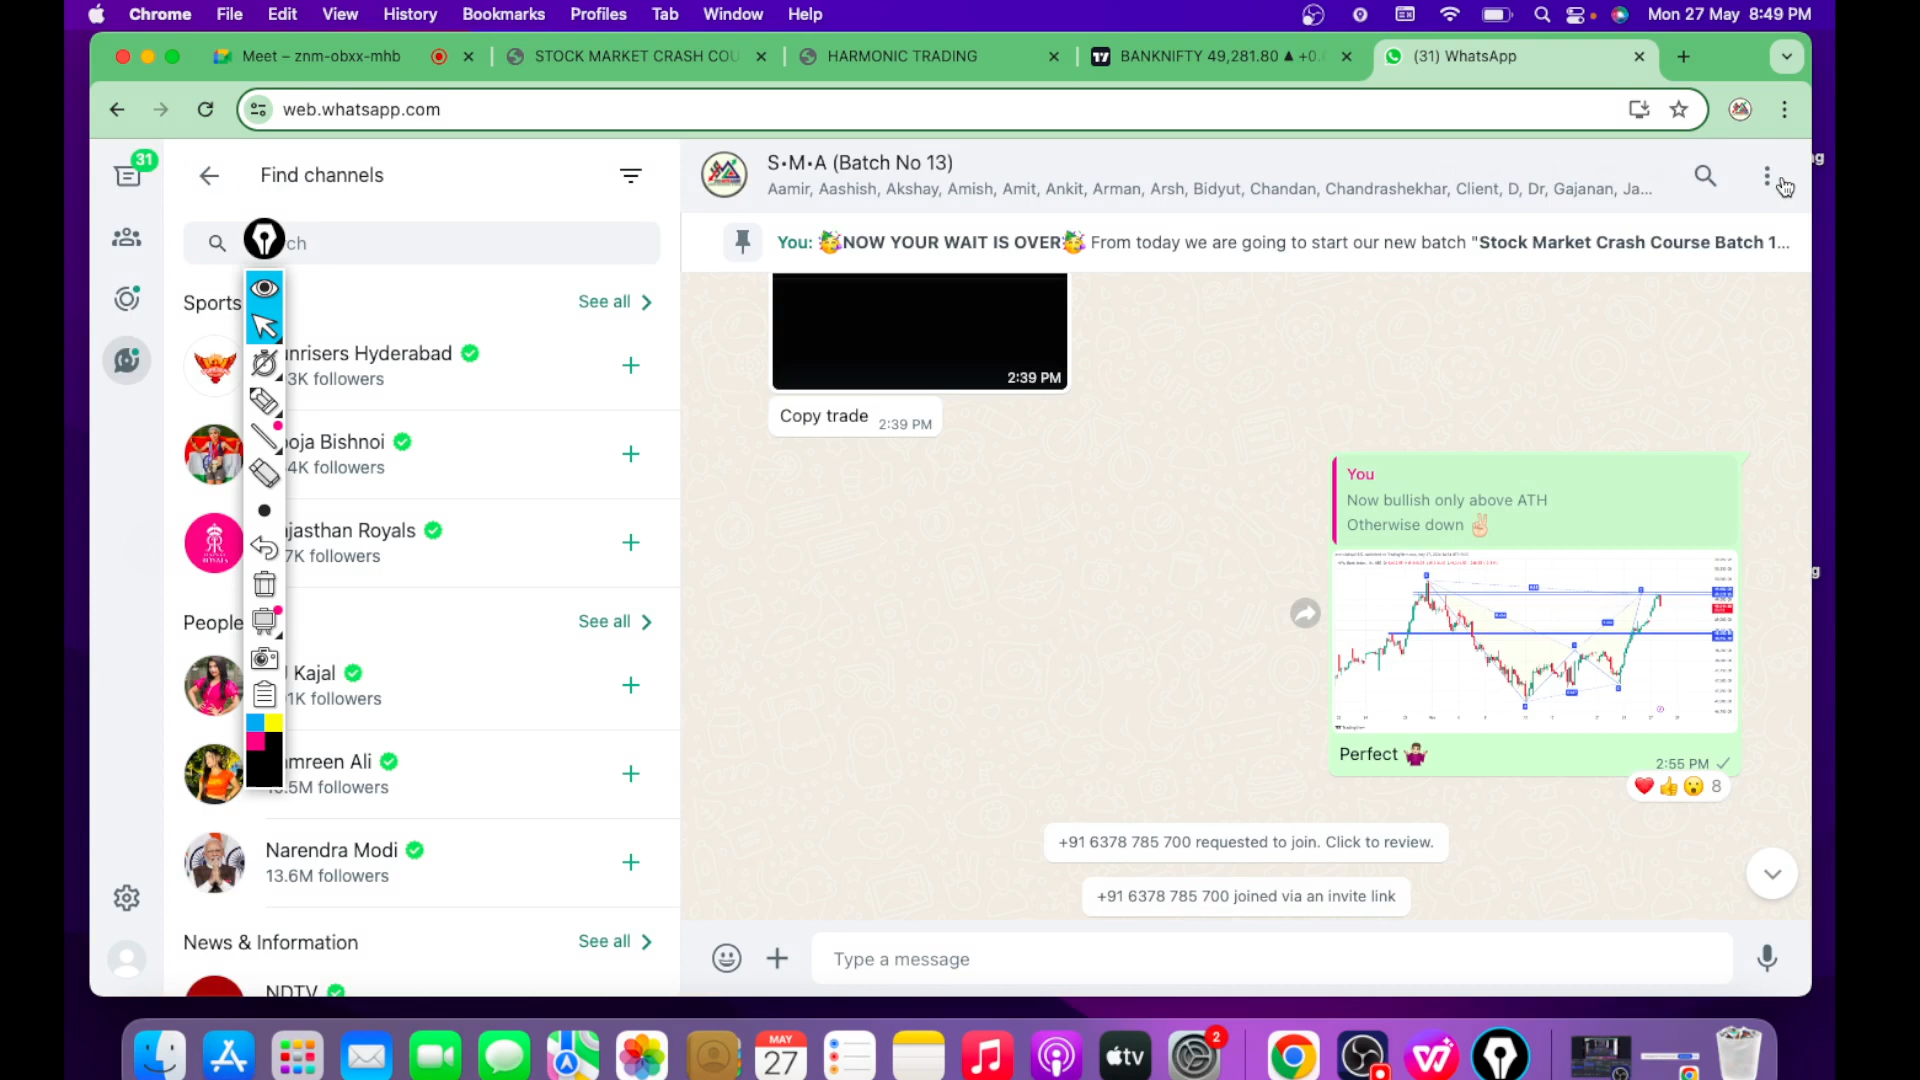 Chrome File Edit View History Bookmarks Profiles Tab Window Help
Mon 27 May 8:49 PM
Meet – znm-obxx-mhb
STOCK MARKET CRASH COU
HARMONIC TRADING
BANKNIFTY 49,281.80 ▲ +0.
(31) WhatsApp
web.whatsapp.com
31
Find channels
ch
Sports
See all
nrisers Hyderabad
3K followers
oja Bishnoi
4K followers
jasthan Royals
7K followers
People
See all
Kajal
1K followers
mreen Ali
.5M followers
Narendra Modi
13.6M followers
News & Information
See all
NDTV
S•M•A (Batch No 13)
Aamir, Aashish, Akshay, Amish, Amit, Ankit, Arman, Arsh, Bidyut, Chandan, Chandrashekhar, Client, D, Dr, Gajanan, Ja...
You: 🥳NOW YOUR WAIT IS OVER🥳 From today we are going to start our new batch "Stock Market Crash Course Batch 1...
2:39 PM
Copy trade 2:39 PM
You
Now bullish only above ATH
Otherwise down ✌🏻
Perfect 🤷🏻‍♂️
2:55 PM
❤️👍😮 8
+91 6378 785 700 requested to join. Click to review.
+91 6378 785 700 joined via an invite link
Type a message
MAY
27
tv
2